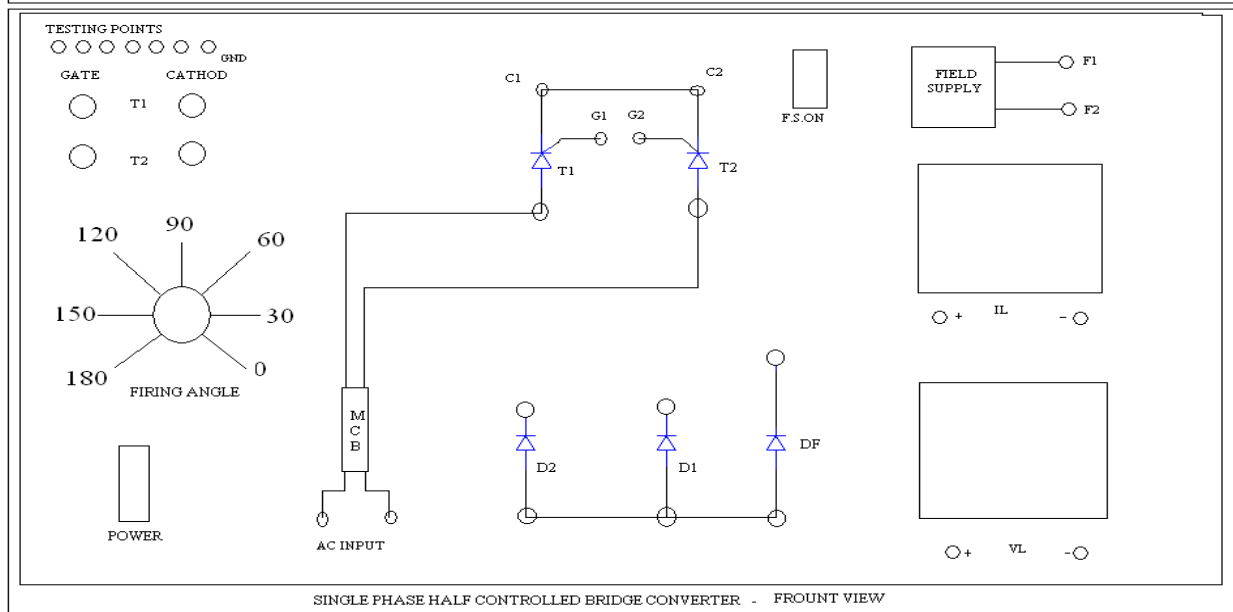 TESTING POINTS
GND
GATE
CATHOD
T1
T2
C1
C2
G1
G2
T1
T2
F.S.ON
FIELD
SUPPLY
F1
F2
90
120
60
150
30
180
0
FIRING ANGLE
+ IL -
M
C
B
D2
D1
DF
POWER
AC INPUT
+ VL -
SINGLE PHASE HALF CONTROLLED BRIDGE CONVERTER - FROUNT VIEW